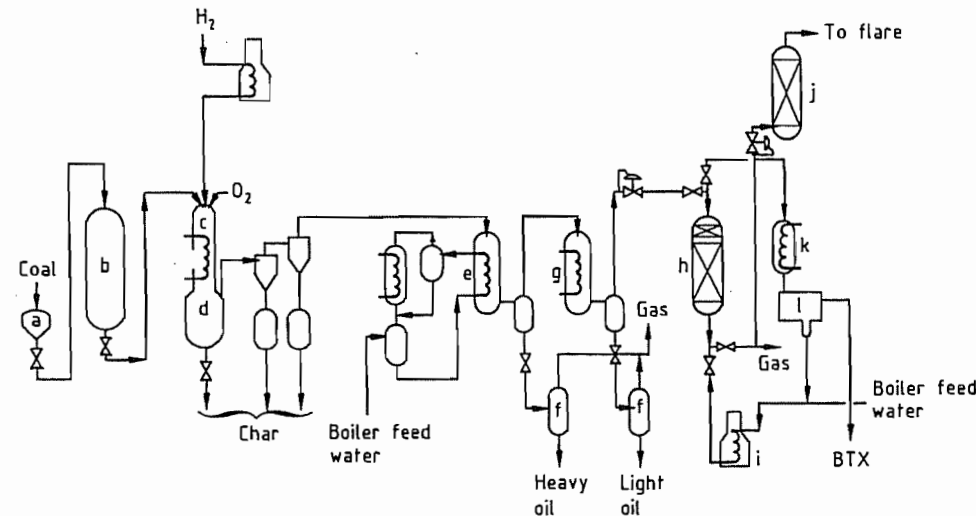 H₂
To flare
j
O₂
c
Coal
b
a
d
e
g
h
k
l
Gas
Gas
f
f
Char
Boiler feed
water
Heavy
oil
Light
oil
i
Boiler feed
water
BTX